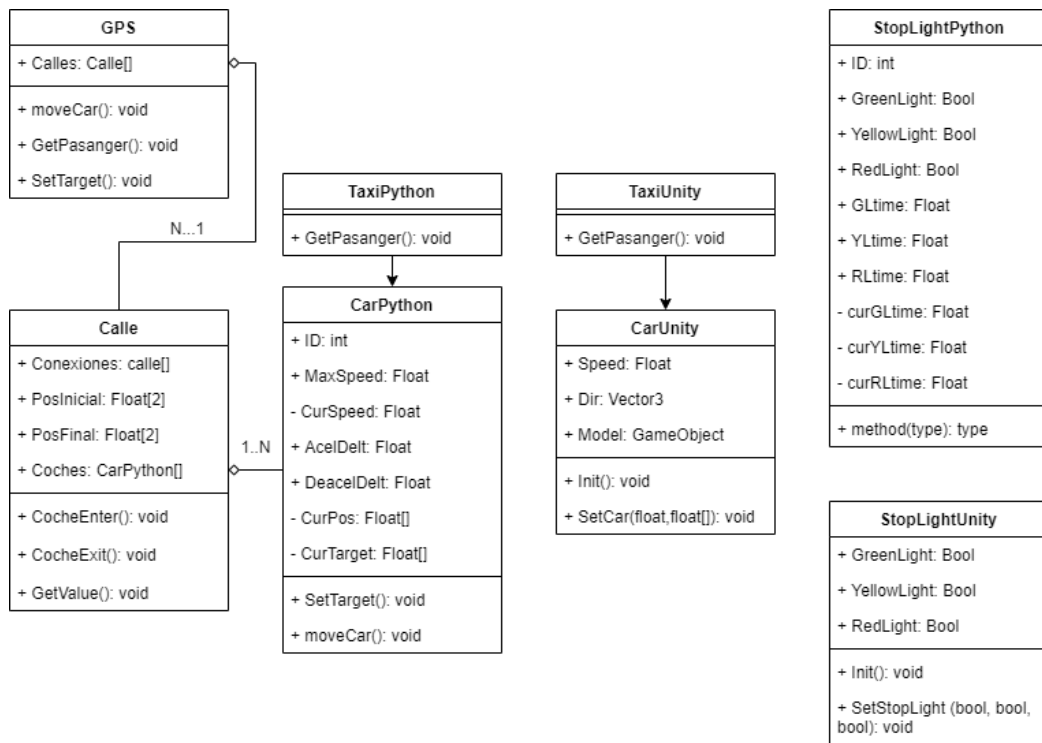 GPS
+ Calles: Calle[]
+ moveCar(): void
+ GetPasanger(): void
+ SetTarget(): void
N...1
Calle
+ Conexiones: calle[]
+ PosInicial: Float[2]
+ PosFinal: Float[2]
+ Coches: CarPython[]
+ CocheEnter(): void
+ CocheExit(): void
+ GetValue(): void
1..N
TaxiPython
+ GetPasanger(): void
CarPython
+ ID: int
+ MaxSpeed: Float
- CurSpeed: Float
+ AcelDelt: Float
+ DeacelDelt: Float
- CurPos: Float[]
- CurTarget: Float[]
+ SetTarget(): void
+ moveCar(): void
TaxiUnity
+ GetPasanger(): void
CarUnity
+ Speed: Float
+ Dir: Vector3
+ Model: GameObject
+ Init(): void
+ SetCar(float,float[]): void
StopLightPython
+ ID: int
+ GreenLight: Bool
+ YellowLight: Bool
+ RedLight: Bool
+ GLtime: Float
+ YLtime: Float
+ RLtime: Float
- curGLtime: Float
- curYLtime: Float
- curRLtime: Float
+ method(type): type
StopLightUnity
+ GreenLight: Bool
+ YellowLight: Bool
+ RedLight: Bool
+ Init(): void
+ SetStopLight (bool, bool,
bool): void